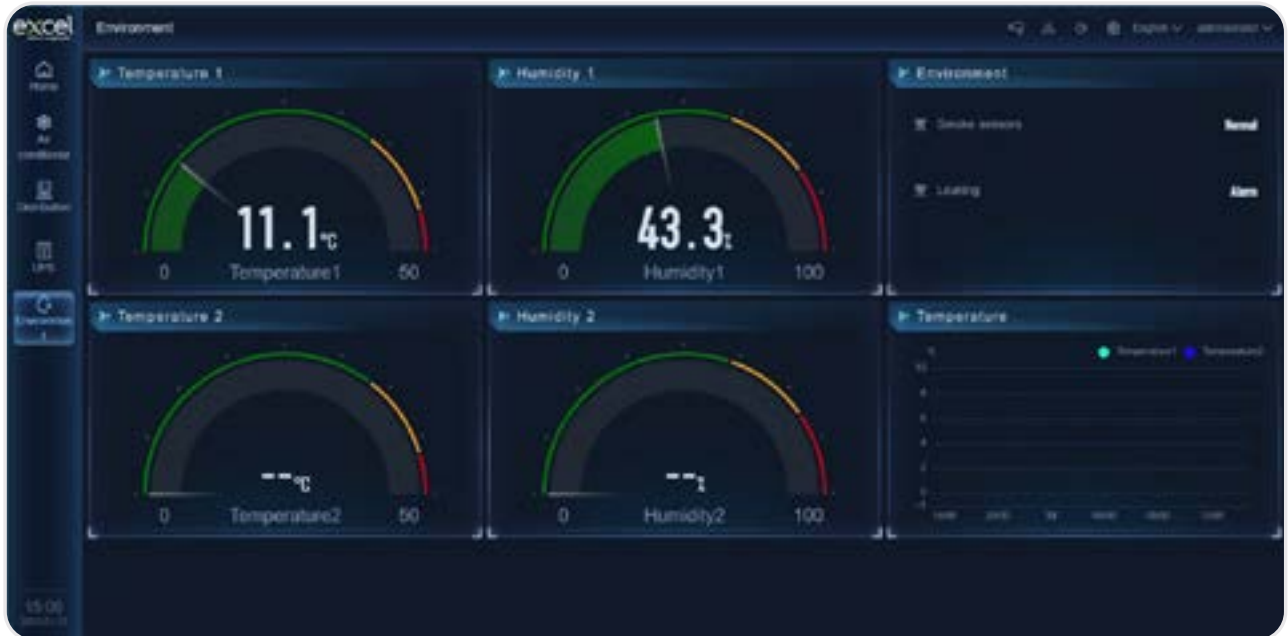 excel
Environment
English
Home
Air
conditioner
Distribution
UPS
Temperature 1
11.1℃
0 Temperature1 50
Humidity 1
43.3%
0 Humidity1 100
Environment
Smoke sensors Normal
Leaking Alarm
Temperature 2
--℃
0 Temperature2 50
Humidity 2
--%
0 Humidity2 100
Temperature
Temperature1 Temperature2
15:00